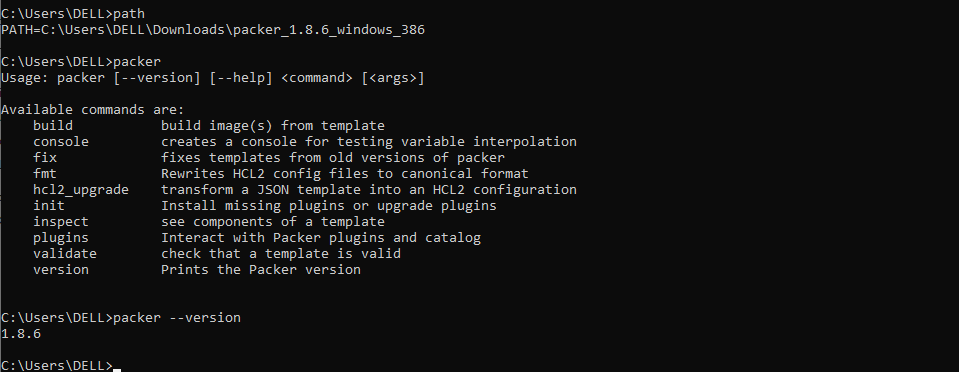 C:\Users\DELL>path
PATH=C:\Users\DELL\Downloads\packer_1.8.6_windows_386
C:\Users\DELL>packer
Usage: packer [--version] [--help] <command> [<args>]
Available commands are:
    build           build image(s) from template
    console         creates a console for testing variable interpolation
    fix             fixes templates from old versions of packer
    fmt             Rewrites HCL2 config files to canonical format
    hcl2_upgrade    transform a JSON template into an HCL2 configuration
    init            Install missing plugins or upgrade plugins
    inspect         see components of a template
    plugins         Interact with Packer plugins and catalog
    validate        check that a template is valid
    version         Prints the Packer version
C:\Users\DELL>packer --version
1.8.6
C:\Users\DELL>